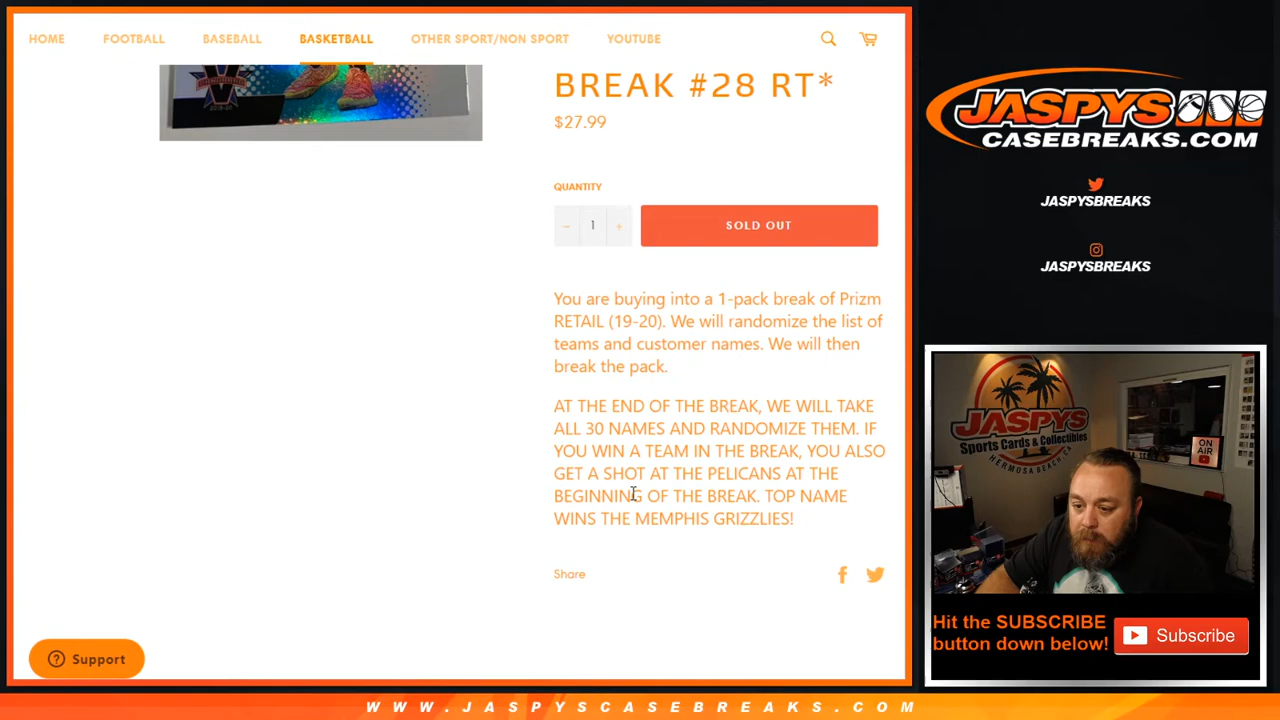 HOME FOOTBALL BASEBALL BASKETBALL OTHER SPORT/NON SPORT YOUTUBE
BREAK #28 RT*
$27.99
QUANTITY
− 1 +
SOLD OUT
You are buying into a 1-pack break of Prizm
RETAIL (19-20). We will randomize the list of
teams and customer names. We will then
break the pack.
AT THE END OF THE BREAK, WE WILL TAKE
ALL 30 NAMES AND RANDOMIZE THEM. IF
YOU WIN A TEAM IN THE BREAK, YOU ALSO
GET A SHOT AT THE PELICANS AT THE
BEGINNING OF THE BREAK. TOP NAME
WINS THE MEMPHIS GRIZZLIES!
Share
Support
JASPYS
CASEBREAKS.COM
JASPYSBREAKS
JASPYSBREAKS
JASPYS
Sports Cards & Collectibles
HERMOSA BEACH, CA
ON
AIR
Hit the SUBSCRIBE
button down below!
Subscribe
WWW.JASPYSCASEBREAKS.COM